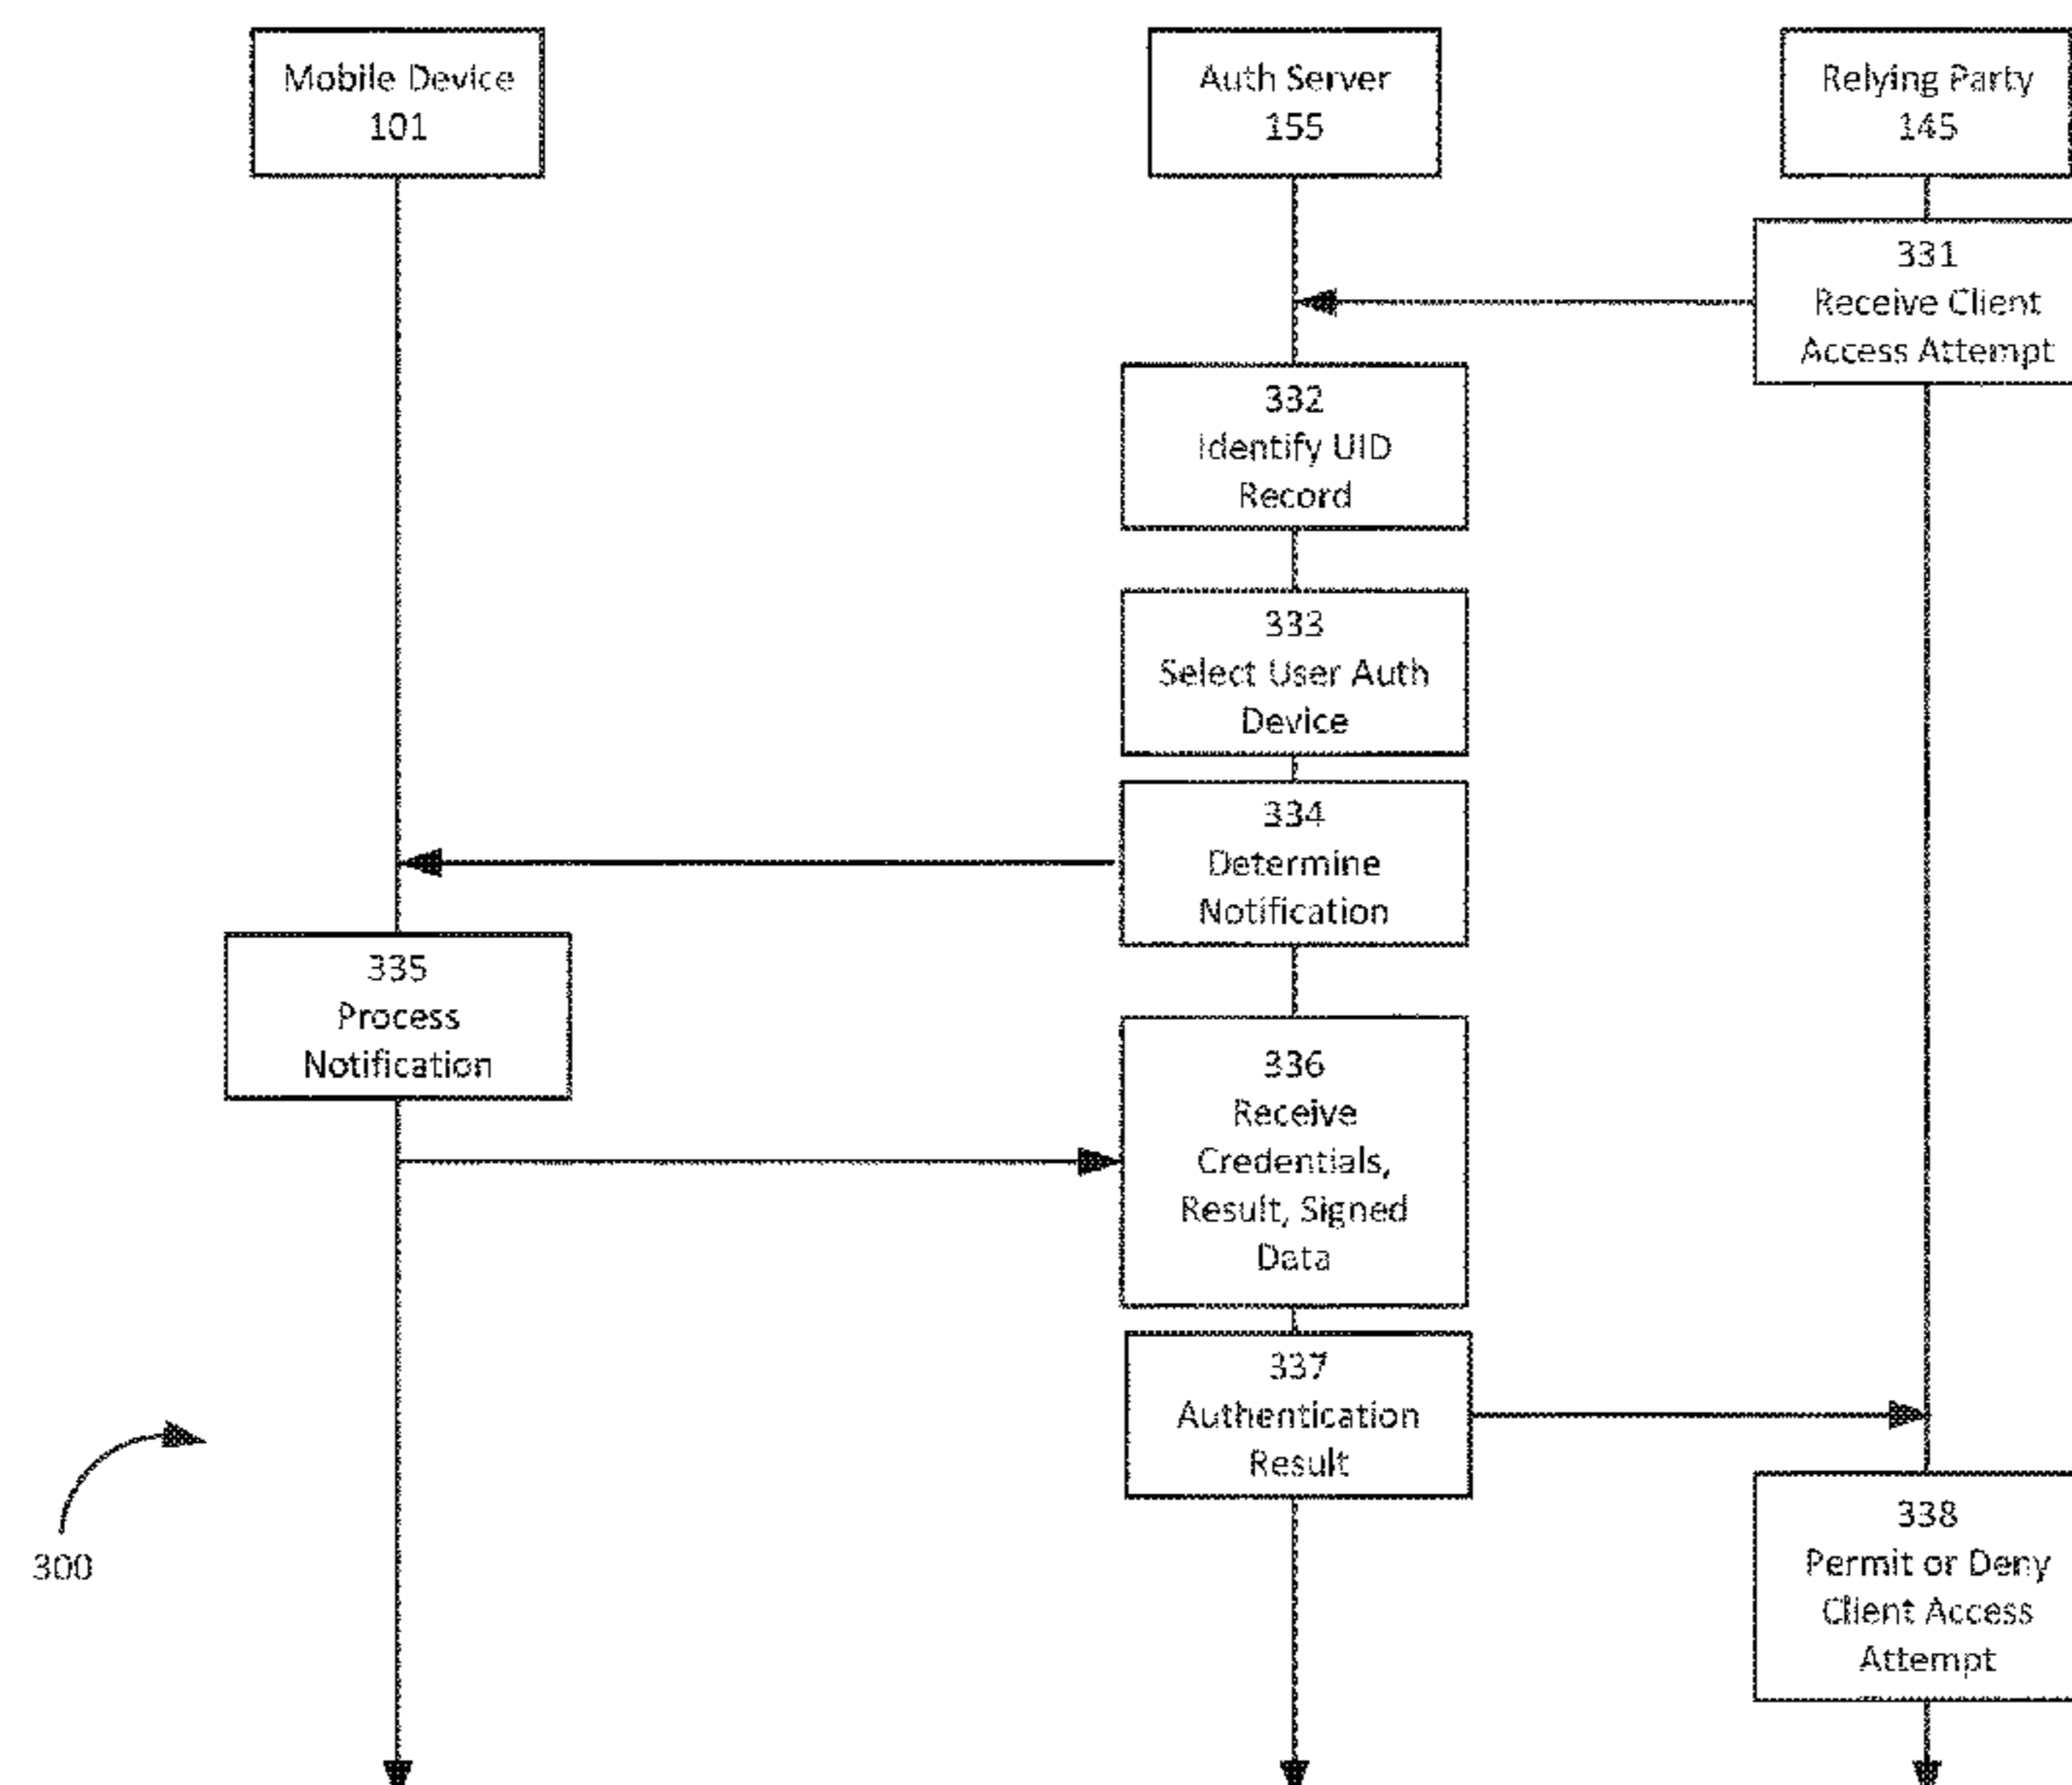 Mobile Device
101
Auth Server
155
Relying Party
145
331
Receive Client
Access Attempt
332
Identify UID
Record
333
Select User Auth
Device
334
Determine
Notification
335
Process
Notification
336
Receive
Credentials,
Result, Signed
Data
337
Authentication
Result
300
338
Permit or Deny
Client Access
Attempt